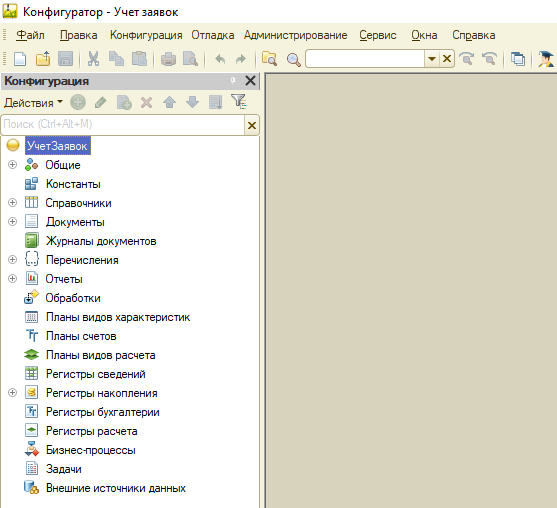 Конфигуратор - Учет заявок
Файл Правка Конфигурация Отладка Администрирование Сервис Окна Справка
Конфигурация
Действия
Поиск (Ctrl+Alt+M)
УчетЗаявок
Общие
Константы
Справочники
Документы
Журналы документов
Перечисления
Отчеты
Обработки
Планы видов характеристик
Планы счетов
Планы видов расчета
Регистры сведений
Регистры накопления
Регистры бухгалтерии
Регистры расчета
Бизнес-процессы
Задачи
Внешние источники данных